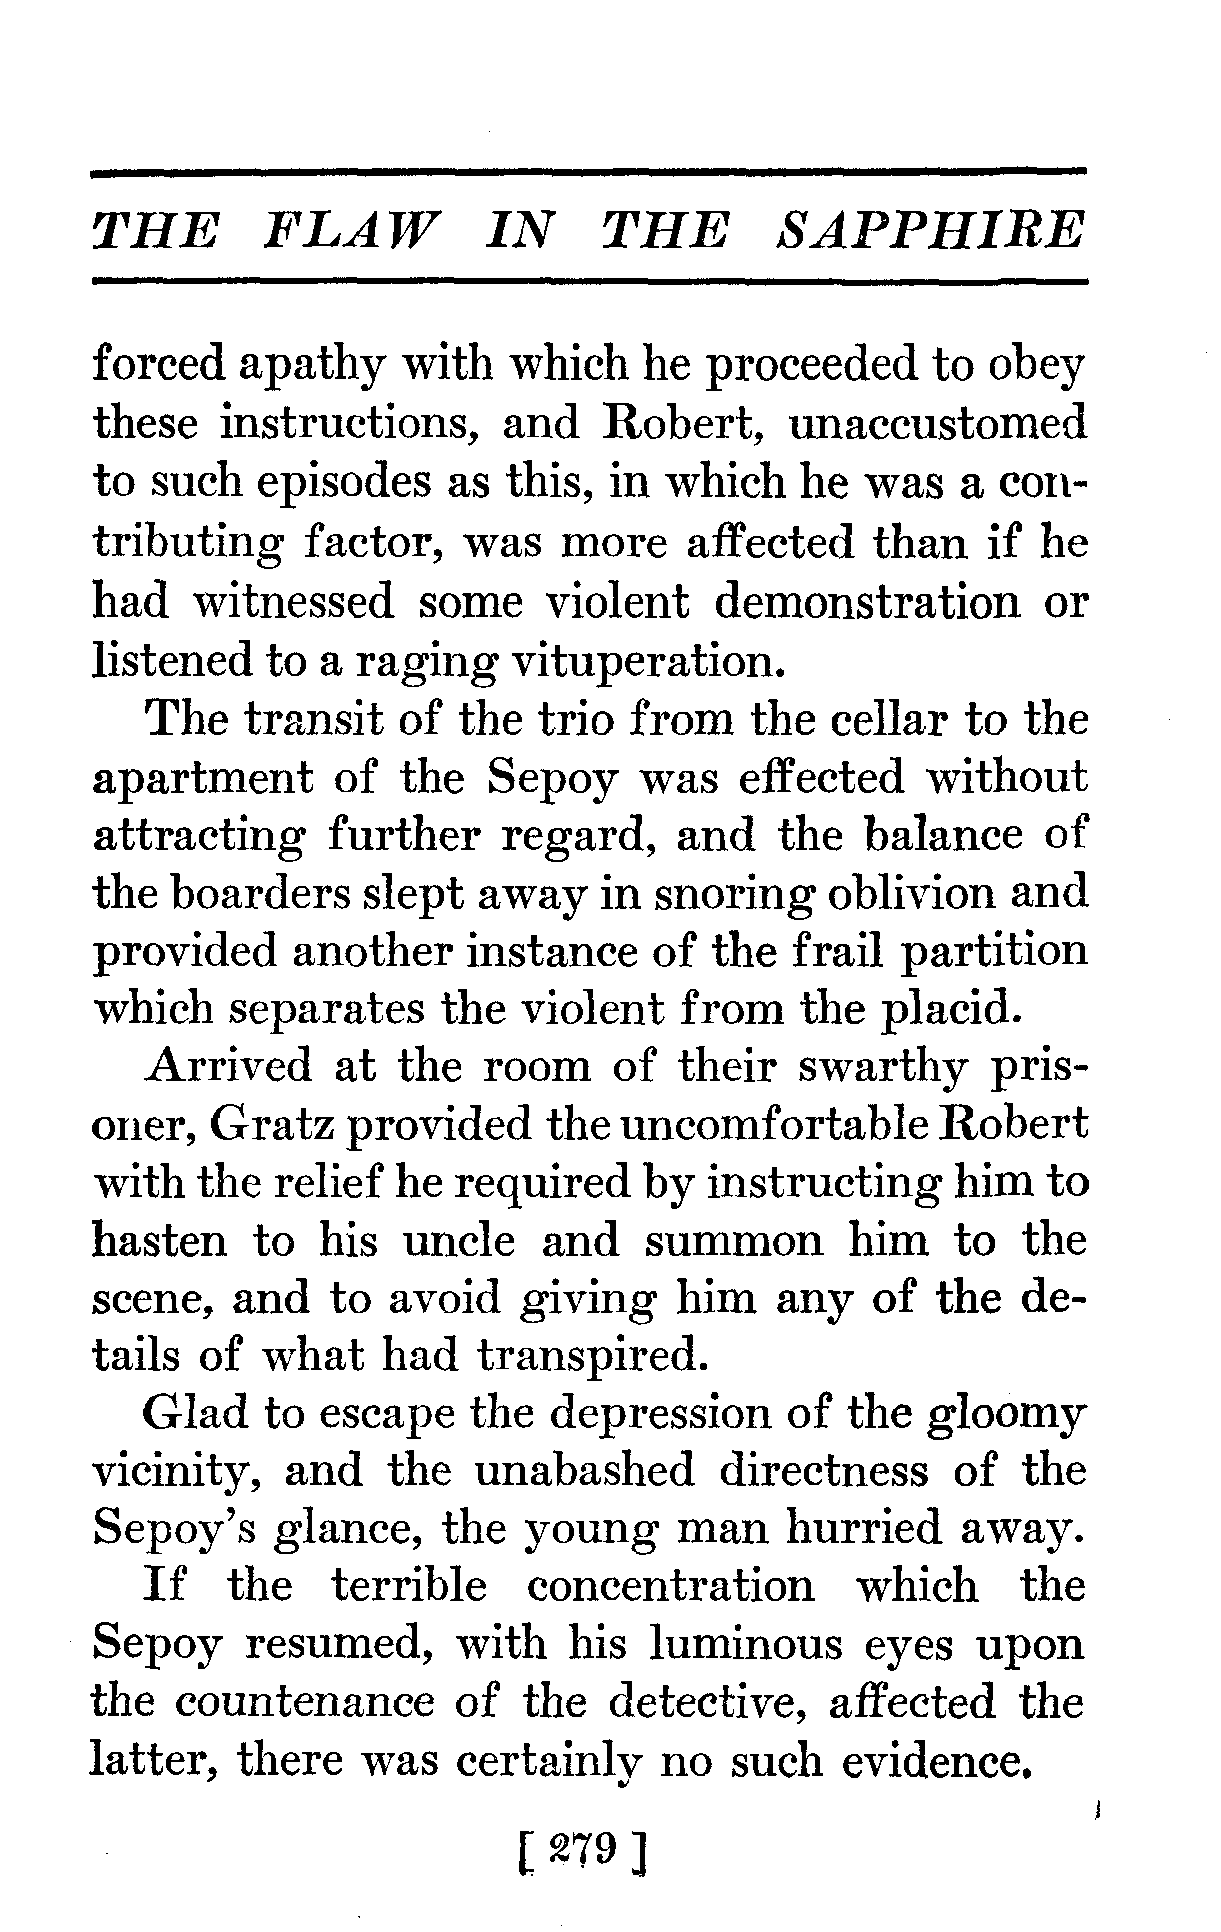 THE FLAW IN THE SAPPHIRE
forced apathy with which he proceeded to obey
these instructions, and Robert, unaccustomed
to such episodes as this, in which he was a con-
tributing factor, was more affected than if he
had witnessed some violent demonstration or
listened to a raging vituperation.
The transit of the trio from the cellar to the
apartment of the Sepoy was effected without
attracting further regard, and the balance of
the boarders slept away in snoring oblivion and
provided another instance of the frail partition
which separates the violent from the placid.
Arrived at the room of their swarthy pris-
oner, Gratz provided the uncomfortable Robert
with the relief he required by instructing him to
hasten to his uncle and summon him to the
scene, and to avoid giving him any of the de-
tails of what had transpired.
Glad to escape the depression of the gloomy
vicinity, and the unabashed directness of the
Sepoy's glance, the young man hurried away.
If the terrible concentration which the
Sepoy resumed, with his luminous eyes upon
the countenance of the detective, affected the
latter, there was certainly no such evidence.
[ 279 ]